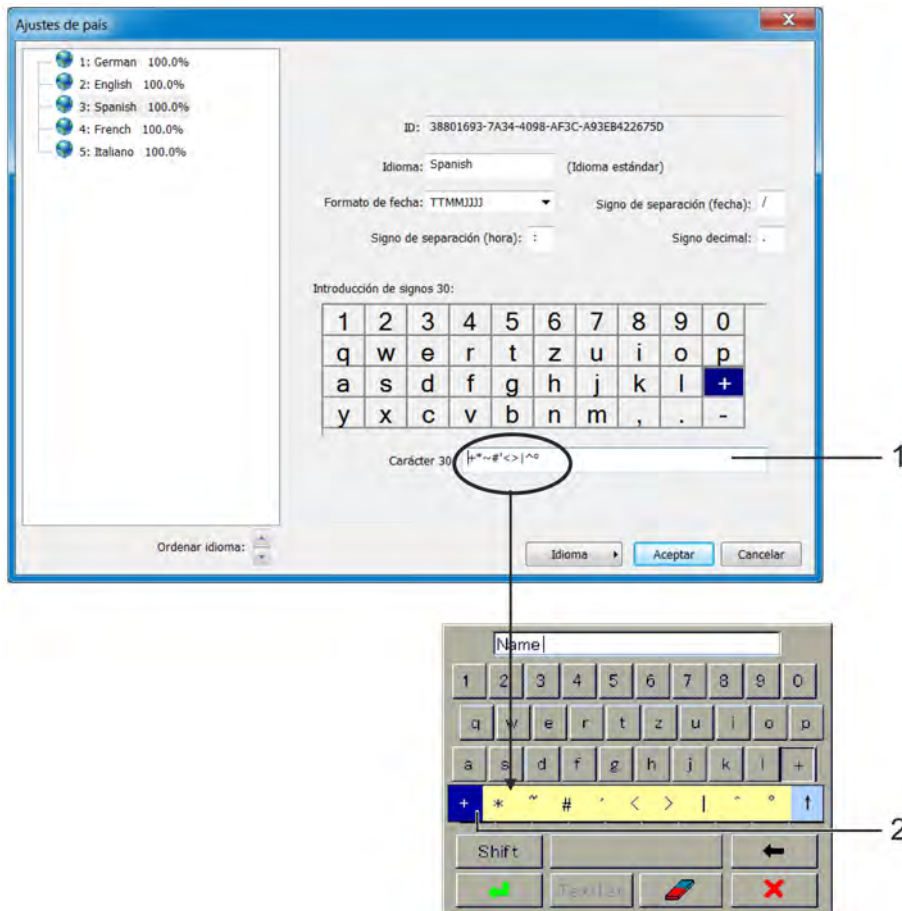 Ajustes de país
1: German 100.0%
2: English 100.0%
3: Spanish 100.0%
4: French 100.0%
5: Italiano 100.0%
ID: 38801693-7A34-4098-AF3C-A93EB422675D
Idioma: Spanish (Idioma estándar)
Formato de fecha: TTMMJJJJ Signo de separación (fecha): /
Signo de separación (hora): : Signo decimal: .
Introducción de signos 30:
1 2 3 4 5 6 7 8 9 0
q w e r t z u i o p
a s d f g h j k l +
y x c v b n m , . -
Carácter 30 +*~#'<>|^° 1
Ordenar idioma:
Idioma Aceptar Cancelar
Name
1 2 3 4 5 6 7 8 9 0
q w e r t z u i o p
a s d f g h j k l +
+ * ~ # ' < > | ^ ° ↑
2
Shift